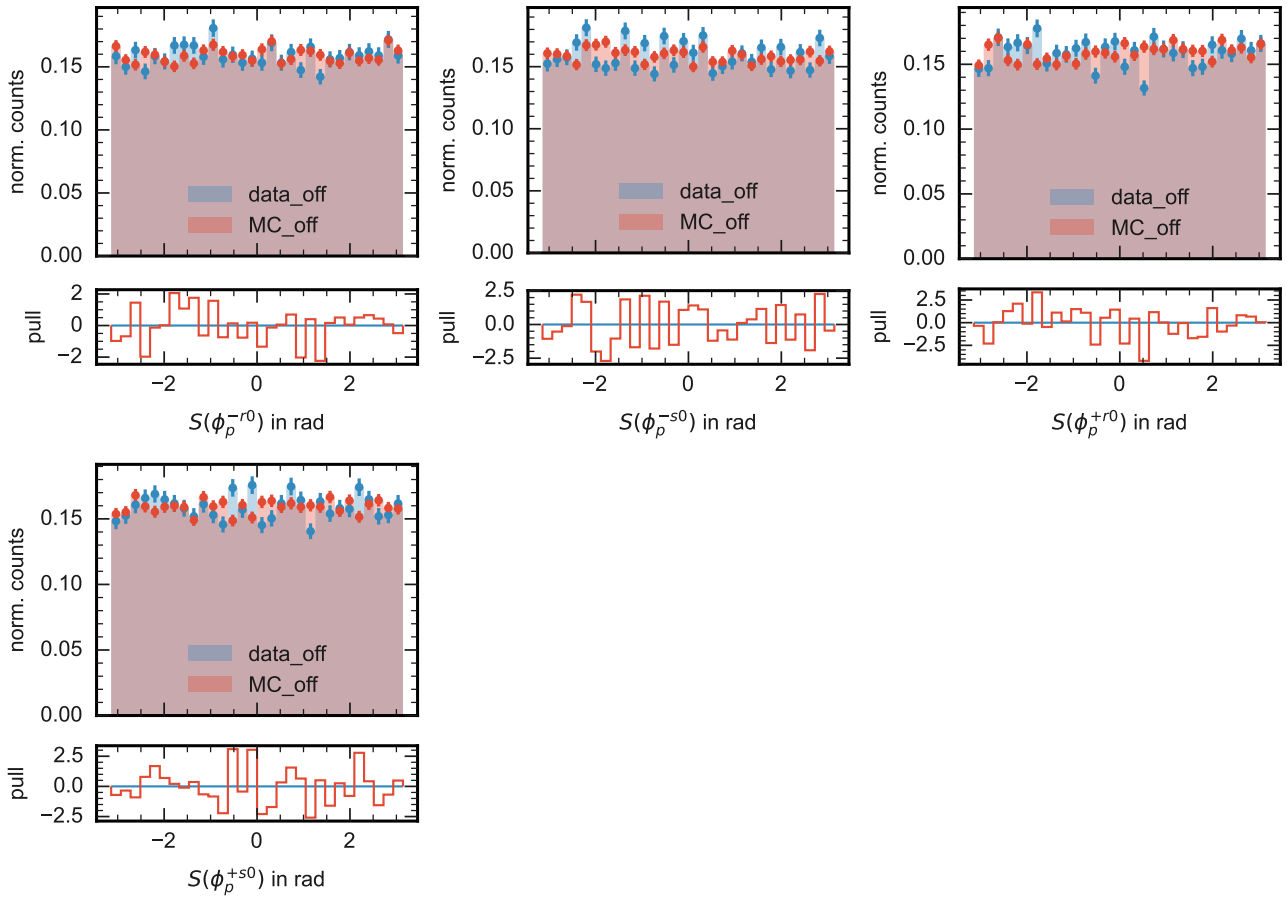 norm. counts
0.15
0.10
0.05
0.00
data_off
MC_off
pull
2
0
−2
−2 0 2
S(ϕ_p^{−r0}) in rad
norm. counts
0.15
0.10
0.05
0.00
data_off
MC_off
pull
2.5
0.0
−2.5
−2 0 2
S(ϕ_p^{−s0}) in rad
norm. counts
0.15
0.10
0.05
0.00
data_off
MC_off
pull
2.5
0.0
−2.5
−2 0 2
S(ϕ_p^{+r0}) in rad
norm. counts
0.15
0.10
0.05
0.00
data_off
MC_off
pull
2.5
0.0
−2.5
−2 0 2
S(ϕ_p^{+s0}) in rad